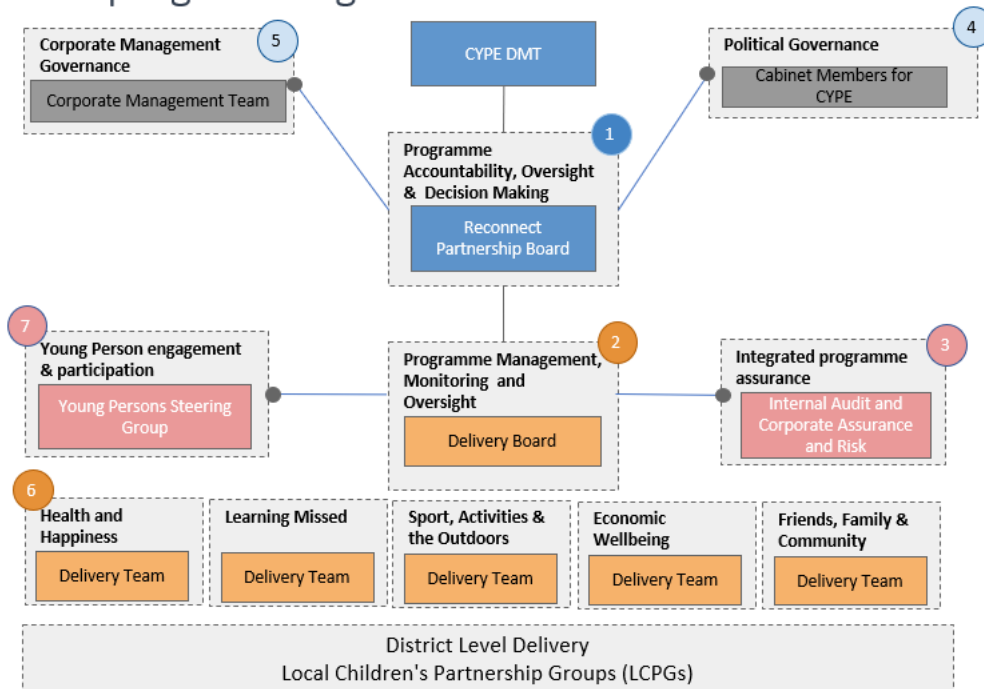 5
Corporate Management
Governance
Corporate Management Team
CYPE DMT
4
Political Governance
Cabinet Members for
CYPE
1
Programme
Accountability, Oversight
& Decision Making
Reconnect
Partnership Board
7
Young Person engagement
& participation
Young Persons Steering
Group
2
Programme Management,
Monitoring and
Oversight
Delivery Board
3
Integrated programme
assurance
Internal Audit and
Corporate Assurance
and Risk
6
Health and
Happiness
Delivery Team
Learning Missed
Delivery Team
Sport, Activities &
the Outdoors
Delivery Team
Economic
Wellbeing
Delivery Team
Friends, Family &
Community
Delivery Team
District Level Delivery
Local Children's Partnership Groups (LCPGs)